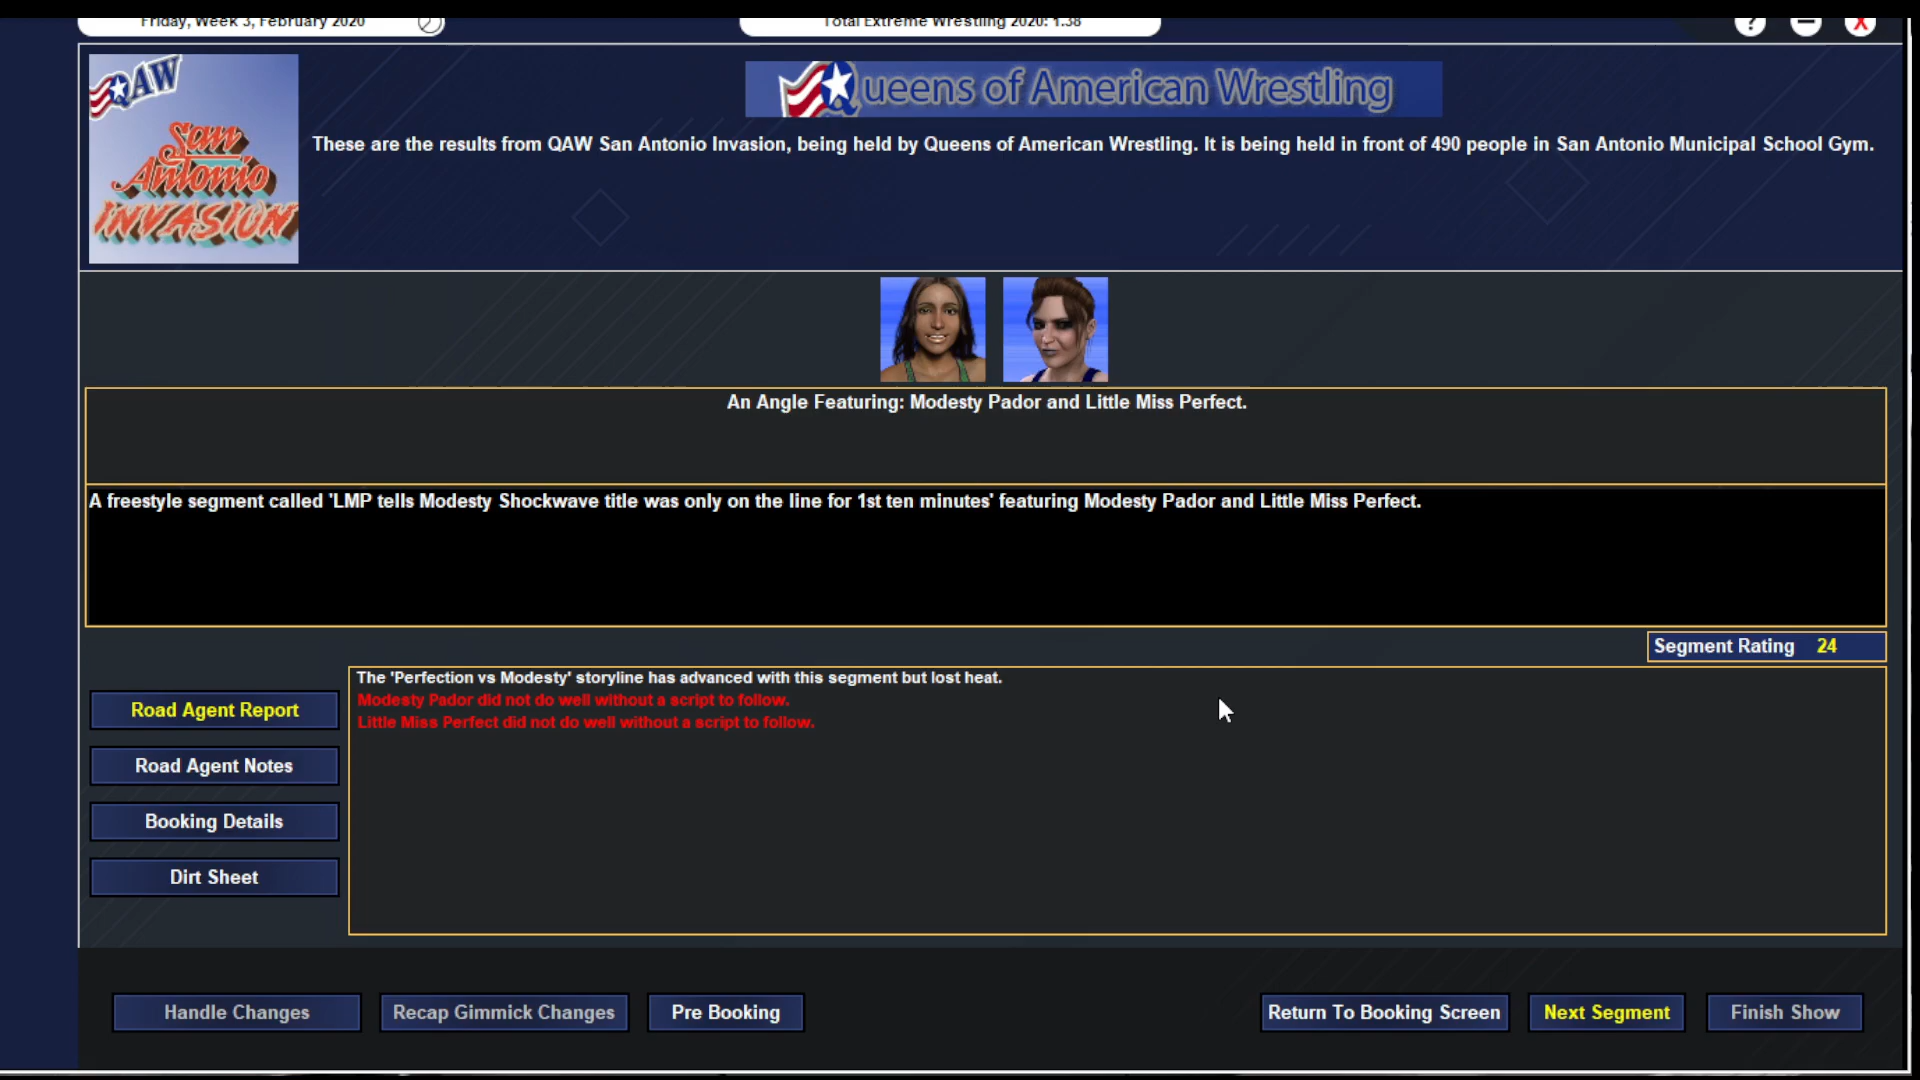 Friday, Week 3, February 2020
Total Extreme Wrestling 2020: 1.38
?
X
QAW
San
Antonio
INVASION
Queens of American Wrestling
These are the results from QAW San Antonio Invasion, being held by Queens of American Wrestling. It is being held in front of 490 people in San Antonio Municipal School Gym.
An Angle Featuring: Modesty Pador and Little Miss Perfect.
A freestyle segment called 'LMP tells Modesty Shockwave title was only on the line for 1st ten minutes' featuring Modesty Pador and Little Miss Perfect.
Segment Rating 24
The 'Perfection vs Modesty' storyline has advanced with this segment but lost heat.
Modesty Pador did not do well without a script to follow.
Little Miss Perfect did not do well without a script to follow.
Road Agent Report
Road Agent Notes
Booking Details
Dirt Sheet
Handle Changes
Recap Gimmick Changes
Pre Booking
Return To Booking Screen
Next Segment
Finish Show